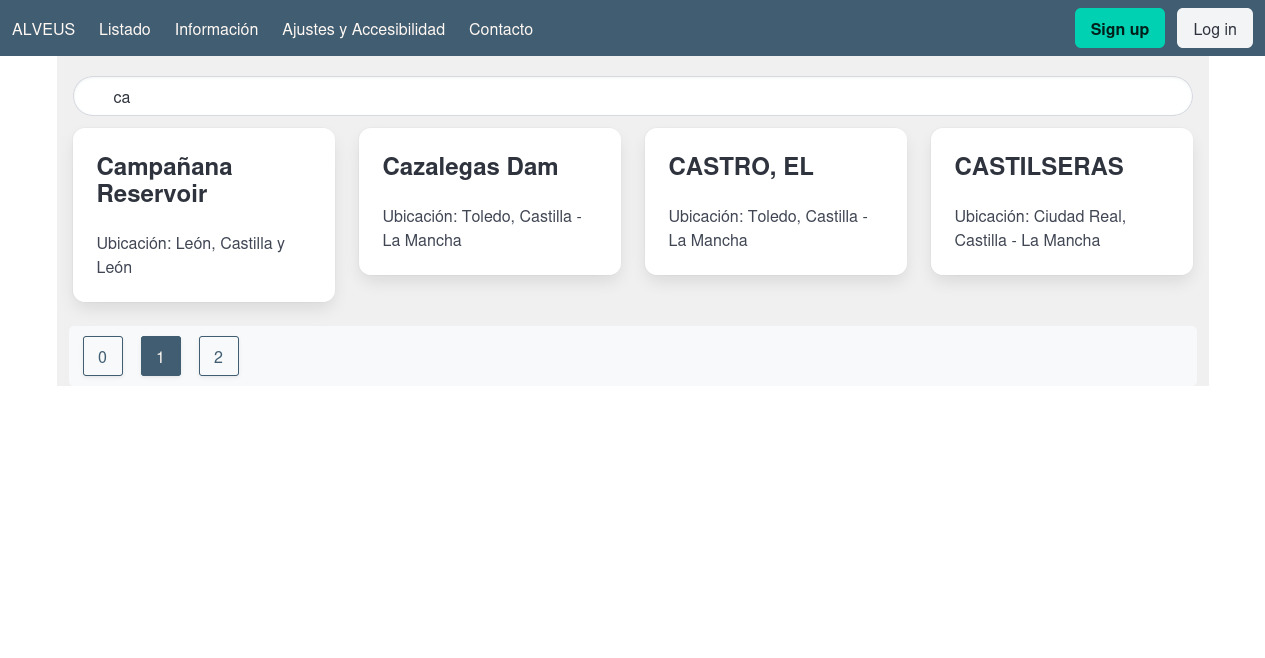 ALVEUS Listado Información Ajustes y Accesibilidad Contacto Sign up Log in
ca
Campañana
Reservoir
Ubicación: León, Castilla y
León
Cazalegas Dam
Ubicación: Toledo, Castilla -
La Mancha
CASTRO, EL
Ubicación: Toledo, Castilla -
La Mancha
CASTILSERAS
Ubicación: Ciudad Real,
Castilla - La Mancha
0 1 2